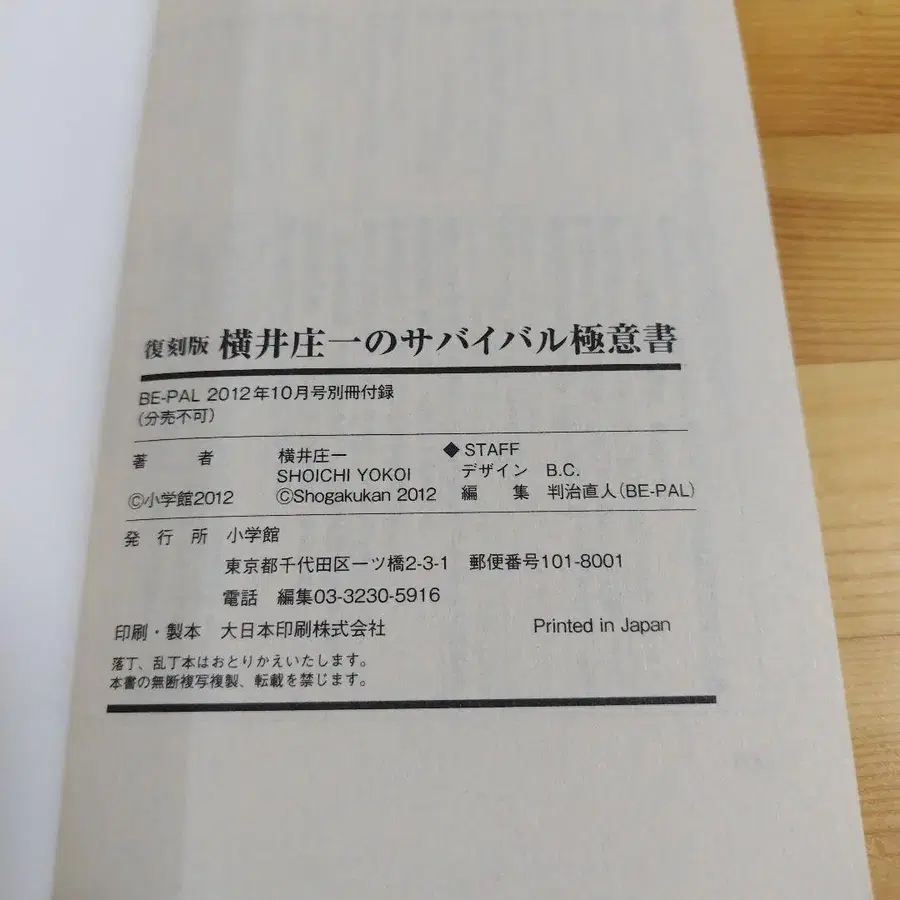 復刻版 横井庄一のサバイバル極意書
BE-PAL 2012年10月号別冊付録
(分売不可)
著者 横井庄一
SHOICHI YOKOI
©小学館2012 ©Shogakukan 2012
◆STAFF
デザイン B.C.
編集 判治直人(BE-PAL)
発行所 小学館
東京都千代田区一ツ橋2-3-1 郵便番号101-8001
電話 編集03-3230-5916
印刷・製本 大日本印刷株式会社 Printed in Japan
落丁、乱丁本はおとりかえいたします。
本書の無断複写複製、転載を禁じます。